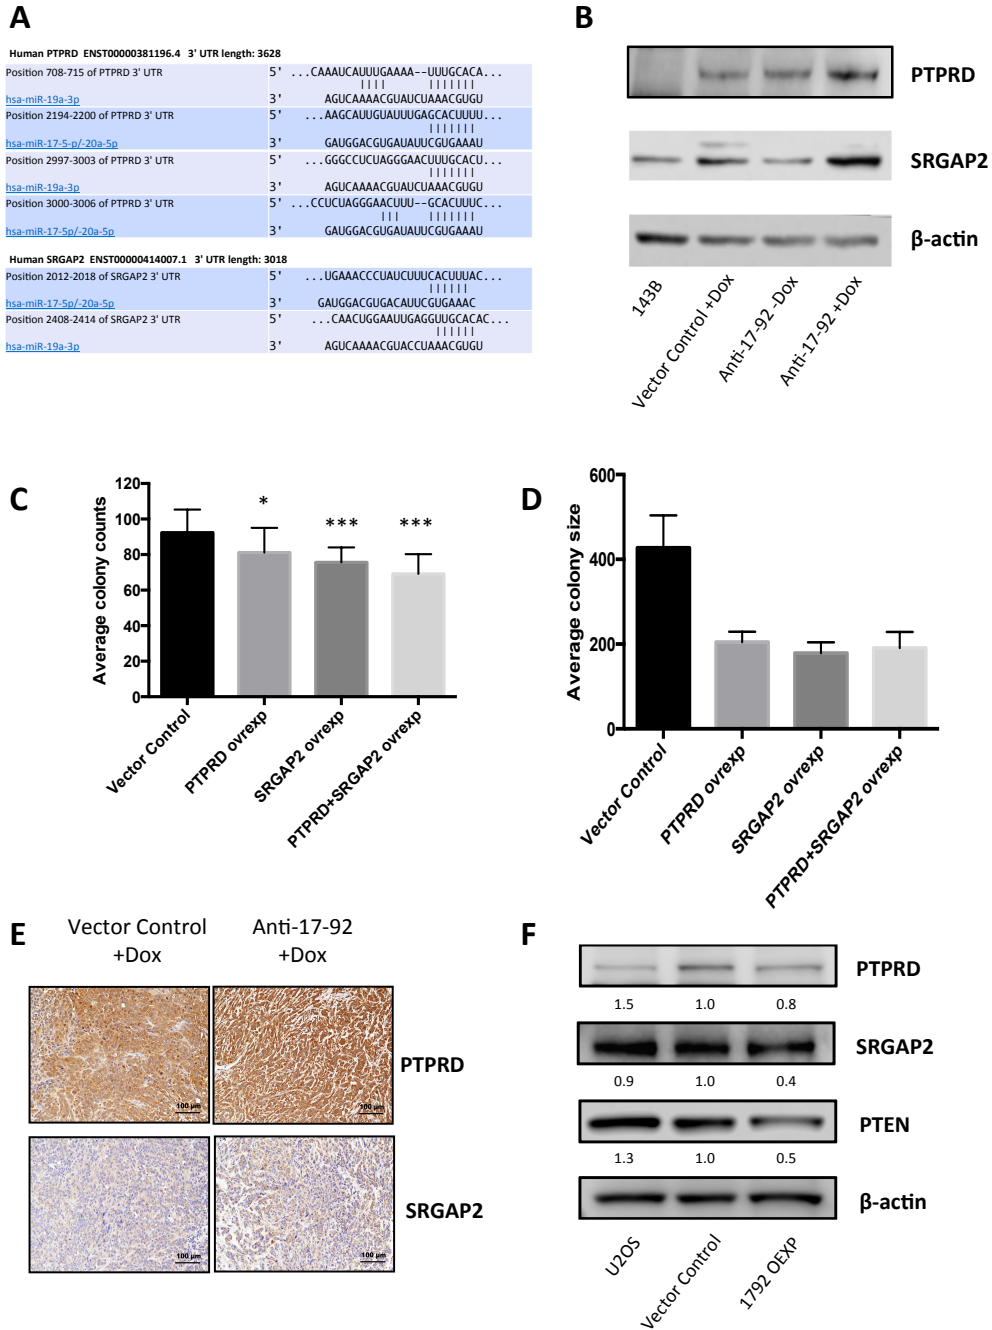 A
Human PTPRD ENST00000381196.4 3' UTR length: 3628
Position 708-715 of PTPRD 3' UTR 5' ...CAAAUCAUUUGAAAA--UUUGCACA...
hsa-miR-19a-3p 3' AGUCAAAACGUAUCUAAACGUGU
Position 2194-2200 of PTPRD 3' UTR 5' ...AAGCAUUGUAUUUGAGCACUUUU...
hsa-miR-17-5-p/-20a-5p 3' GAUGGACGUGAUAUUCGUGAAAU
Position 2997-3003 of PTPRD 3' UTR 5' ...GGGCCUCUAGGGAACUUUGCACU...
hsa-miR-19a-3p 3' AGUCAAAACGUAUCUAAACGUGU
Position 3000-3006 of PTPRD 3' UTR 5' ...CCUCUAGGGAACUUU--GCACUUUC...
hsa-miR-17-5p/-20a-5p 3' GAUGGACGUGAUAUUCGUGAAAU
Human SRGAP2 ENST00000414007.1 3' UTR length: 3018
Position 2012-2018 of SRGAP2 3' UTR 5' ...UGAAACCCUAUCUUUCACUUUAC...
hsa-miR-17-5p/-20a-5p 3' GAUGGACGUGACAUUCGUGAAAC
Position 2408-2414 of SRGAP2 3' UTR 5' ...CAACUGGAAUUGAGGUUGCACAC...
hsa-miR-19a-3p 3' AGUCAAAACGUACCUAAACGUGU
B
PTPRD
SRGAP2
β-actin
143B
Vector Control +Dox
Anti-17-92 -Dox
Anti-17-92 +Dox
C
Average colony counts
120
100
80
60
40
20
0
*
***
***
Vector Control
PTPRD ovrexp
SRGAP2 ovrexp
PTPRD+SRGAP2 ovrexp
D
Average colony size
600
400
200
0
Vector Control
PTPRD ovrexp
SRGAP2 ovrexp
PTPRD+SRGAP2 ovrexp
E
Vector Control
+Dox
Anti-17-92
+Dox
100 µm
100 µm
PTPRD
100 µm
100 µm
SRGAP2
F
PTPRD
1.5 1.0 0.8
SRGAP2
0.9 1.0 0.4
PTEN
1.3 1.0 0.5
β-actin
U2OS
Vector Control
1792 OEXP